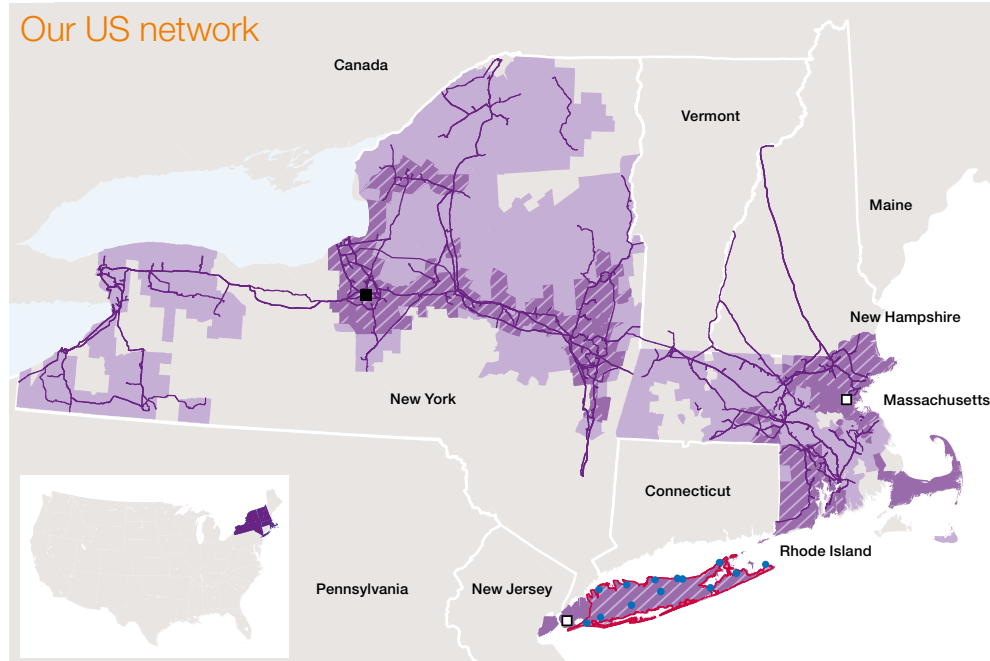 Our US network
Canada
Vermont
Maine
New Hampshire
New York
Massachusetts
Connecticut
Rhode Island
Pennsylvania
New Jersey